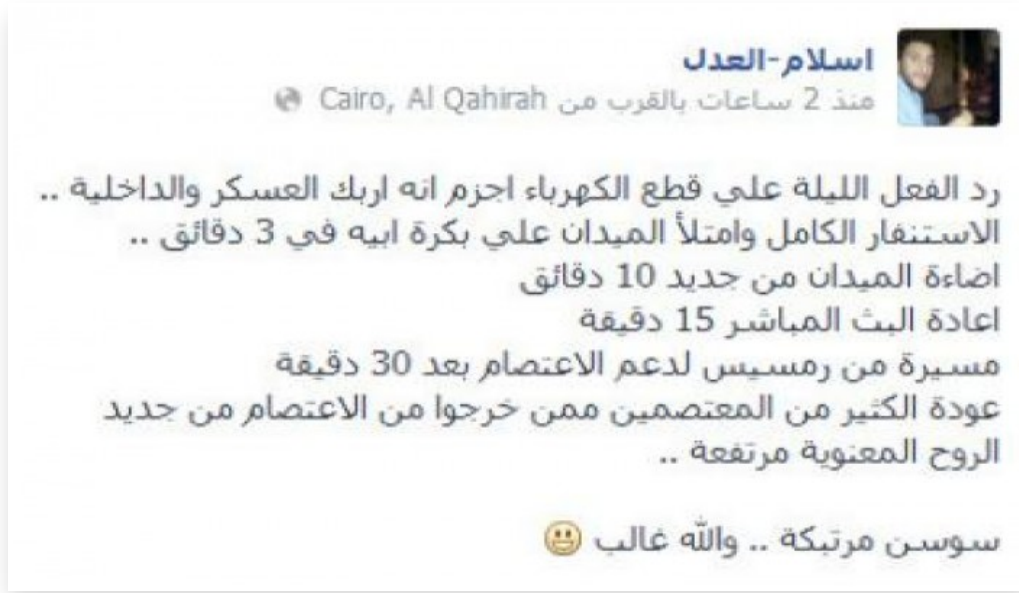 اسلام-العدل
منذ 2 ساعات بالقرب من Cairo, Al Qahirah
رد الفعل الليلة علي قطع الكهرباء اجزم انه اربك العسكر والداخلية ..
الاستنفار الكامل وامتلأ الميدان علي بكرة ابيه في 3 دقائق ..
اضاءة الميدان من جديد 10 دقائق
اعادة البث المباشر 15 دقيقة
مسيرة من رمسيس لدعم الاعتصام بعد 30 دقيقة
عودة الكثير من المعتصمين ممن خرجوا من الاعتصام من جديد
الروح المعنوية مرتفعة ..
سوسن مرتبكة .. والله غالب 😀